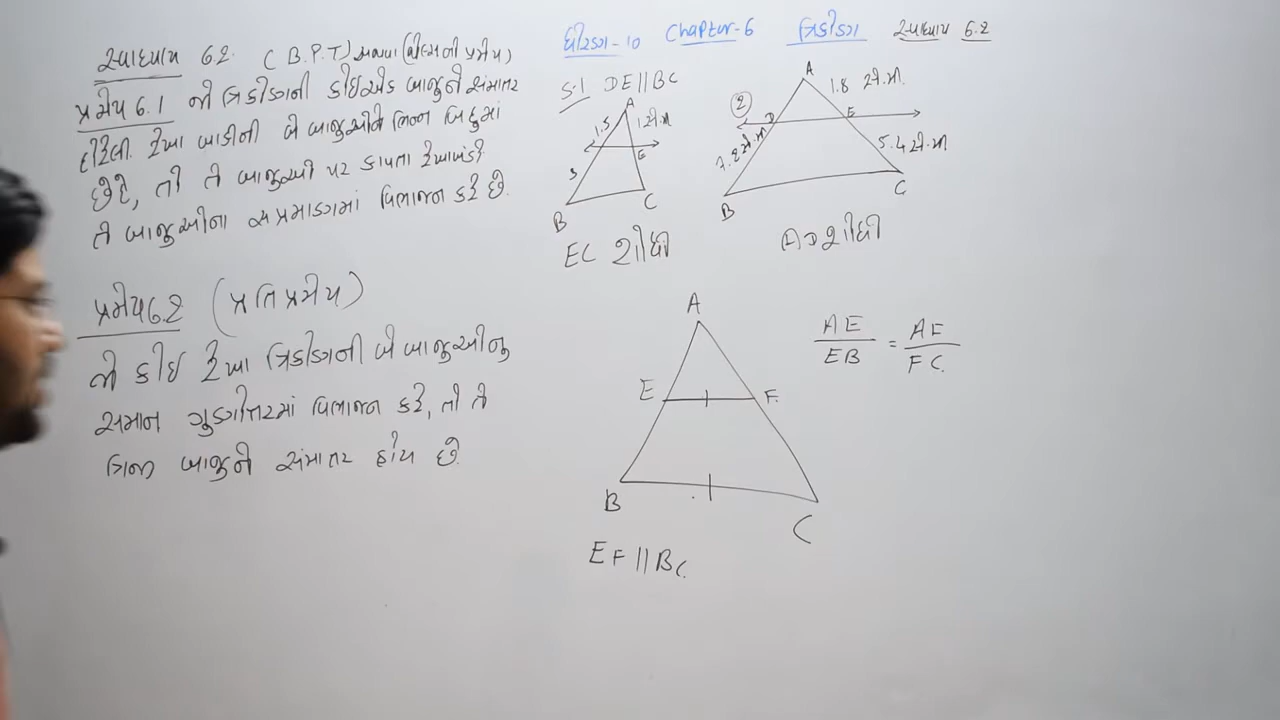 ધોરણ-10 Chapter-6 ત્રિકોણ સ્વાધ્યાય 6.2
સ્વાધ્યાય 6.2 ( B.P.T) અથવા ( પ્રમેય)
પ્રમેય 6.1 જો ત્રિકોણની કોઈએક બાજુને સમાંતર
દોરેલી રેખા બાકીની બે બાજુઓને ભિન્ન બિંદુમાં
છેદે, તો તે બાજુઓ પર કાપતા રેખાખંડો
તે બાજુઓના સપ્રમાણમાં વિભાજન કરે છે.
પ્રમેય 6.2 (પ્રતિપ્રમેય)
જો કોઇ રેખા ત્રિકોણની બે બાજુઓનુ
સમાન ગુણોત્તરમાં વિભાજન કરે, તો તે
ત્રિજી બાજુને સમાંતર હોય છે.
S.1 DE||BC
A
1.5 1 સે.મી
E
3
B C
EC શોધો
2
A
1.8 સે.મી.
D E
7.2 સે.મી 5.4 સે.મી
B C
AD શોધો
A
E F.
B C
EF||BC.
AE/EB = AF/FC.